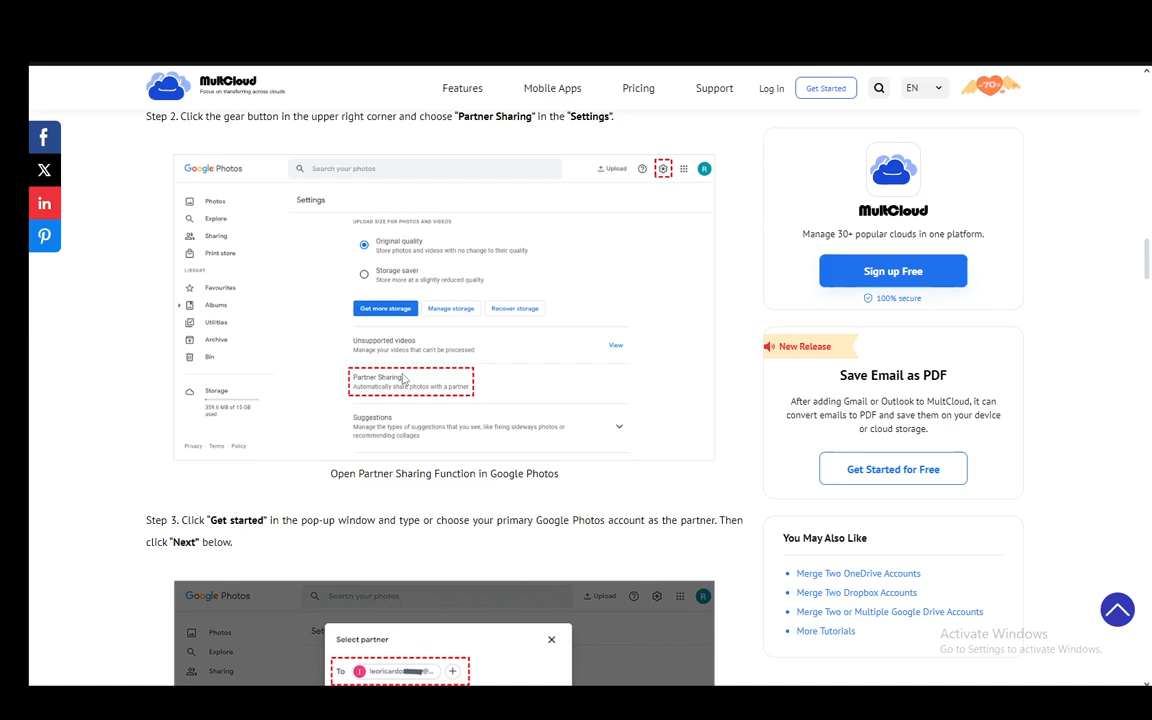 MultCloud
Focus on transferring across clouds
Features
Mobile Apps
Pricing
Support
Log in
Get Started
EN
-70%
Step 2. Click the gear button in the upper right corner and choose “Partner Sharing” in the “Settings”.
Google Photos
Search your photos
Upload
R
Photos
Explore
Sharing
Print store
LIBRARY
Favourites
Albums
Utilities
Archive
Bin
Storage
359.6 MB of 15 GB
used
Privacy Terms Policy
Settings
UPLOAD SIZE FOR PHOTOS AND VIDEOS
Original quality
Store photos and videos with no change to their quality
Storage saver
Store more at a slightly reduced quality
Get more storage
Manage storage
Recover storage
Unsupported videos
Manage your videos that can't be processed
View
Partner Sharing
Automatically share photos with a partner
Suggestions
Manage the types of suggestions that you see, like fixing sideways photos or
recommending collages
Open Partner Sharing Function in Google Photos
Step 3. Click “Get started” in the pop-up window and type or choose your primary Google Photos account as the partner. Then
click “Next” below.
Google Photos
Search your photos
Upload
R
Photos
Explore
Sharing
Select partner
To
MultCloud
Manage 30+ popular clouds in one platform.
Sign up Free
100% secure
New Release
Save Email as PDF
After adding Gmail or Outlook to MultCloud, it can
convert emails to PDF and save them on your device
or cloud storage.
Get Started for Free
You May Also Like
Merge Two OneDrive Accounts
Merge Two Dropbox Accounts
Merge Two or Multiple Google Drive Accounts
More Tutorials
Activate Windows
Go to Settings to activate Windows.